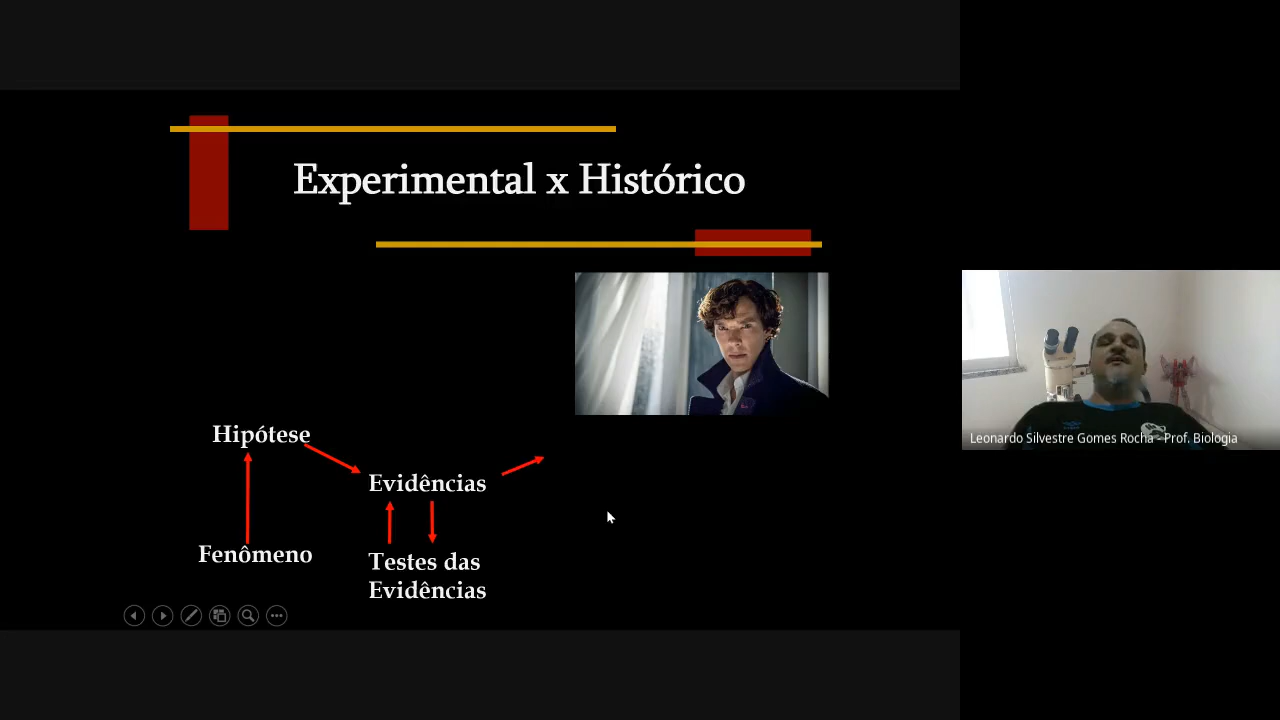 Experimental x Histórico
Hipótese
Evidências
Fenômeno
Testes das
Evidências
Leonardo Silvestre Gomes Rocha - Prof. Biologia